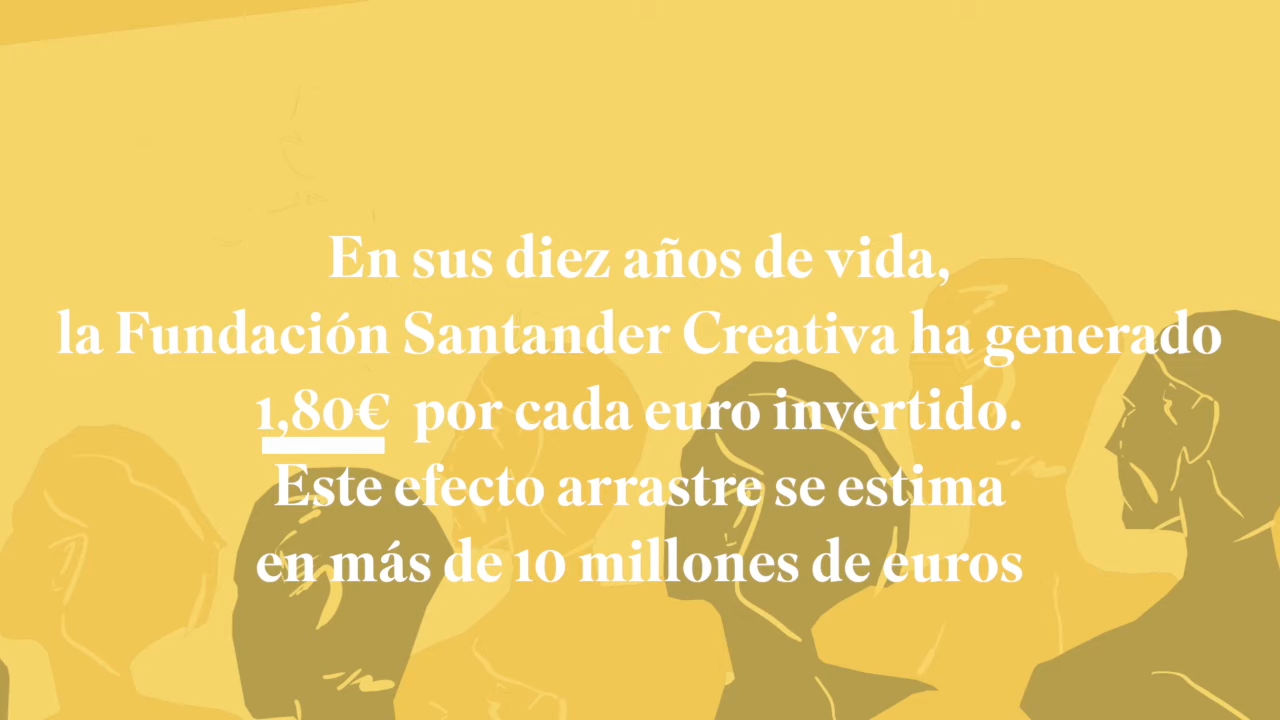 En sus diez años de vida,
la Fundación Santander Creativa ha generado
1,80€ por cada euro invertido.
Este efecto arrastre se estima
en más de 10 millones de euros